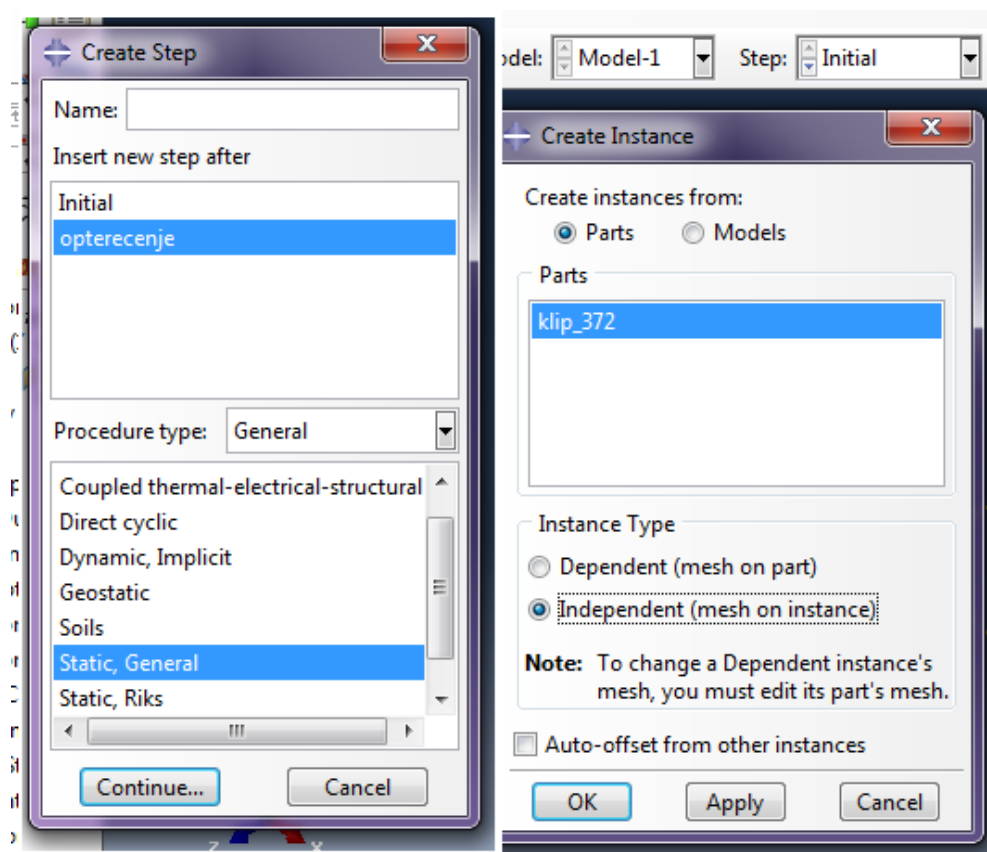 Create Step
Name:
Insert new step after
Initial
opterecenje
Procedure type: General
Coupled thermal-electrical-structural
Direct cyclic
Dynamic, Implicit
Geostatic
Soils
Static, General
Static, Riks
Continue... Cancel
z x
Model-1 Step: Initial
Create Instance
Create instances from:
Parts Models
Parts
klip_372
Instance Type
Dependent (mesh on part)
Independent (mesh on instance)
Note: To change a Dependent instance's
mesh, you must edit its part's mesh.
Auto-offset from other instances
OK Apply Cancel